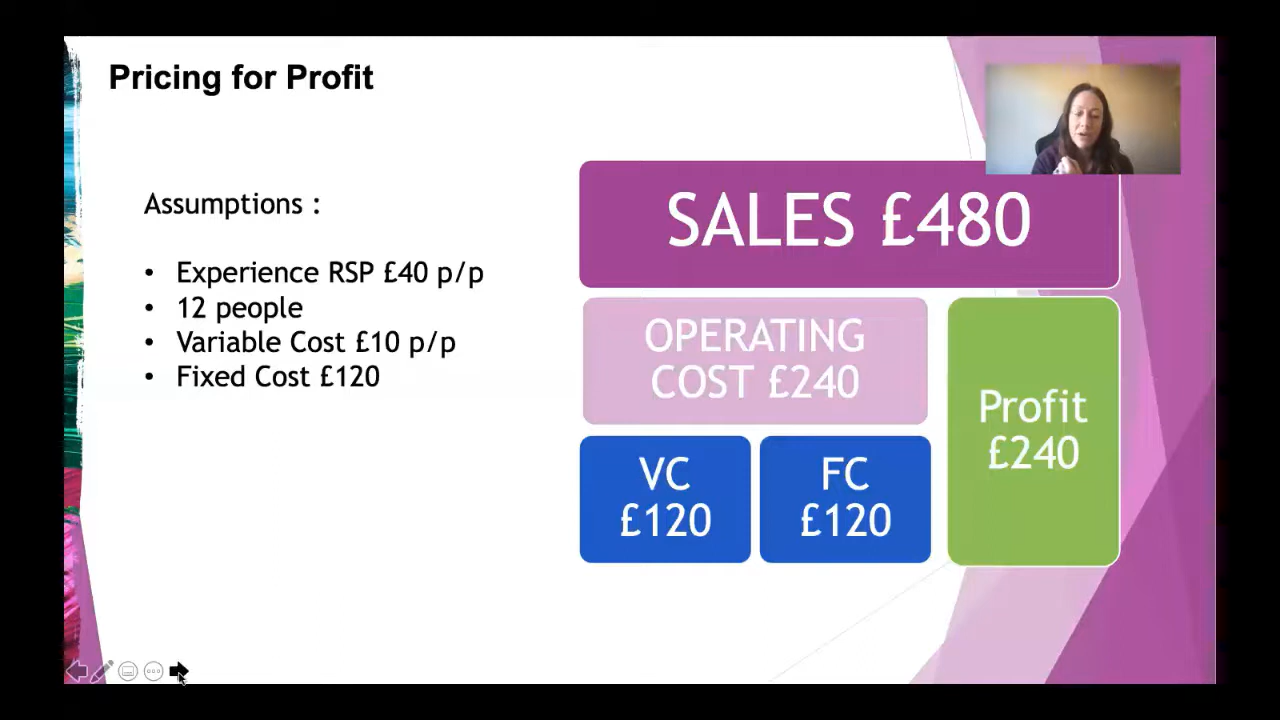 Pricing for Profit
Assumptions :
• Experience RSP £40 p/p
• 12 people
• Variable Cost £10 p/p
• Fixed Cost £120
SALES £480
OPERATING
COST £240
Profit
£240
VC
£120
FC
£120